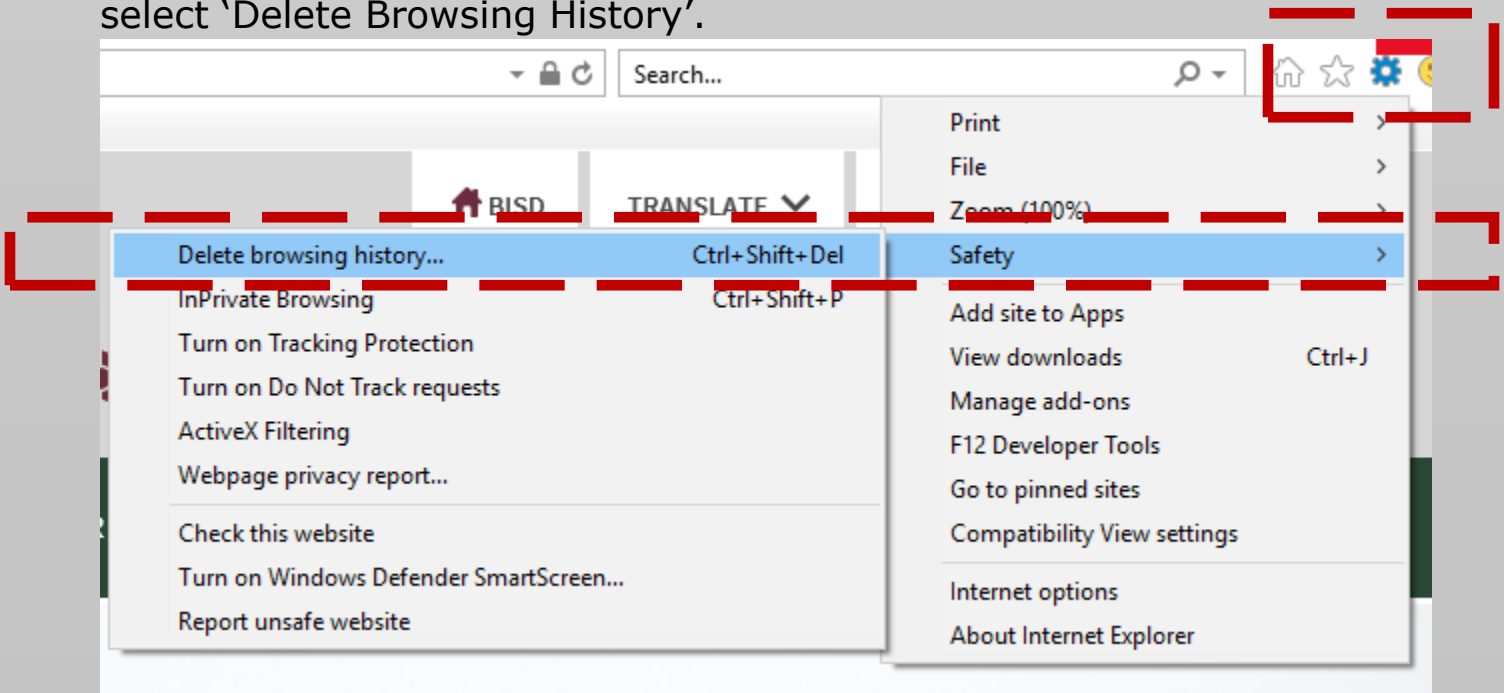 select ‘Delete Browsing History’.
Search...
BISD
TRANSLATE
Print
File
Zoom (100%)
Safety
Add site to Apps
View downloads Ctrl+J
Manage add-ons
F12 Developer Tools
Go to pinned sites
Compatibility View settings
Internet options
About Internet Explorer
Delete browsing history... Ctrl+Shift+Del
InPrivate Browsing Ctrl+Shift+P
Turn on Tracking Protection
Turn on Do Not Track requests
ActiveX Filtering
Webpage privacy report...
Check this website
Turn on Windows Defender SmartScreen...
Report unsafe website